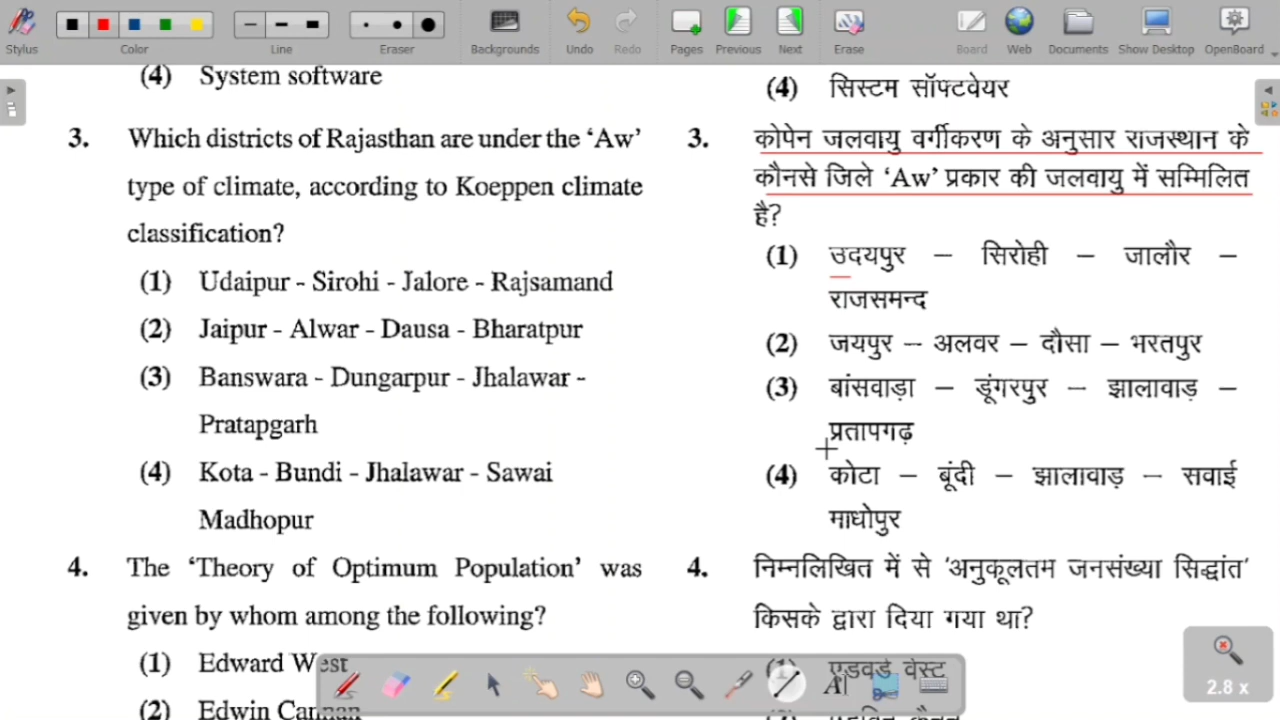 Stylus
Color
Line
Eraser
Backgrounds
Undo
Redo
Pages
Previous
Next
Erase
Board
Web
Documents
Show Desktop
OpenBoard
(4) System software
3. Which districts of Rajasthan are under the ‘Aw’
type of climate, according to Koeppen climate
classification?
(1) Udaipur - Sirohi - Jalore - Rajsamand
(2) Jaipur - Alwar - Dausa - Bharatpur
(3) Banswara - Dungarpur - Jhalawar -
Pratapgarh
(4) Kota - Bundi - Jhalawar - Sawai
Madhopur
4. The ‘Theory of Optimum Population’ was
given by whom among the following?
(1) Edward West
(2) Edwin Cannan
(4) सिस्टम सॉफ्टवेयर
3. कोपेन जलवायु वर्गीकरण के अनुसार राजस्थान के
कौनसे जिले ‘Aw’ प्रकार की जलवायु में सम्मिलित
है?
(1) उदयपुर – सिरोही – जालौर –
राजसमन्द
(2) जयपुर – अलवर – दौसा – भरतपुर
(3) बांसवाड़ा – डूंगरपुर – झालावाड़ –
प्रतापगढ़
(4) कोटा – बूंदी – झालावाड़ – सवाई
माधोपुर
4. निम्नलिखित में से ‘अनुकूलतम जनसंख्या सिद्धांत’
किसके द्वारा दिया गया था?
(1) एडवर्ड वेस्ट
2.8 x